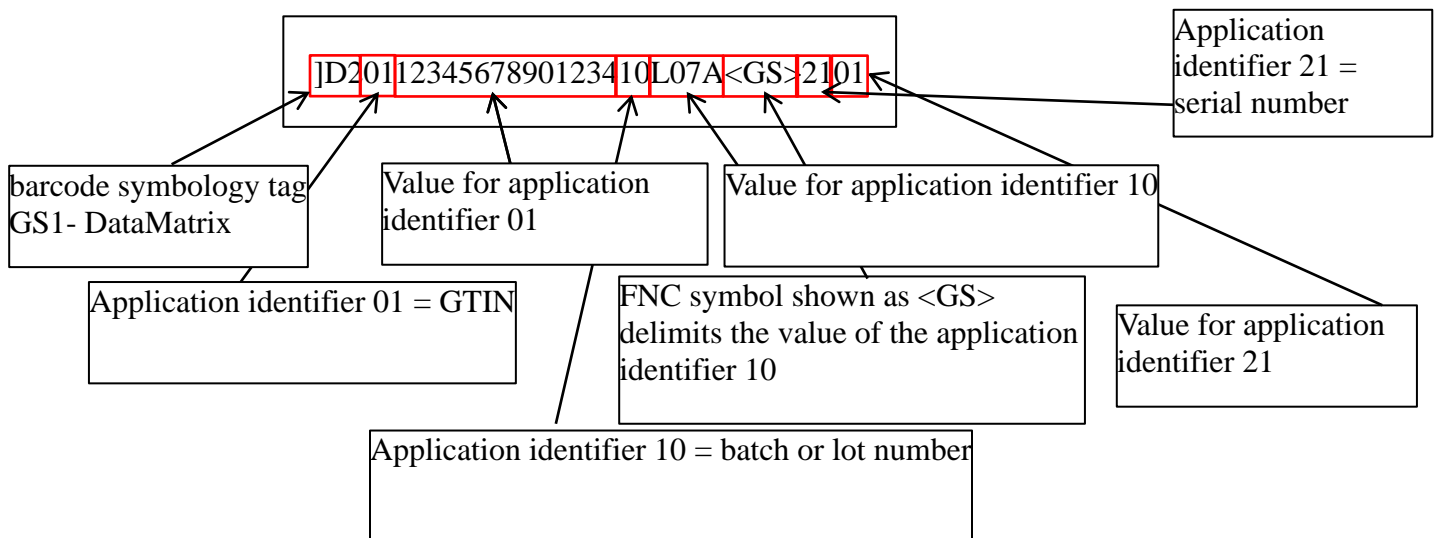 Application
identifier 21 =
serial number
]D2011234567890123410L07A<GS>2101
barcode symbology tag
GS1- DataMatrix
Value for application
identifier 01
Value for application identifier 10
Application identifier 01 = GTIN
FNC symbol shown as <GS>
delimits the value of the application
identifier 10
Value for application
identifier 21
Application identifier 10 = batch or lot number